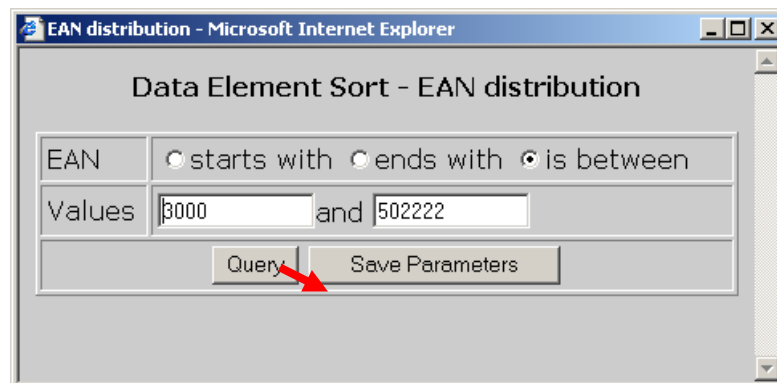 EAN distribution - Microsoft Internet Explorer
Data Element Sort - EAN distribution
EAN starts with ends with is between
Values 3000 and 502222
Query Save Parameters